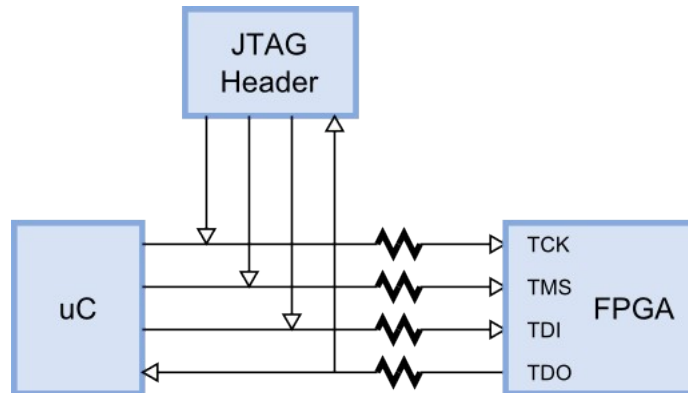 JTAG
Header
uC
TCK
TMS
TDI
TDO
FPGA